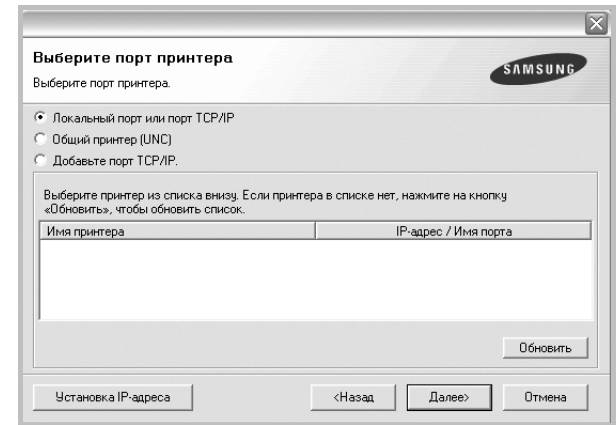 Выберите порт принтера
Выберите порт принтера.
SAMSUNG
Локальный порт или порт TCP/IP
Общий принтер (UNC)
Добавьте порт TCP/IP.
Выберите принтер из списка внизу. Если принтера в списке нет, нажмите на кнопку
«Обновить», чтобы обновить список.
Имя принтера IP-адрес / Имя порта
Обновить
Установка IP-адреса <Назад Далее> Отмена